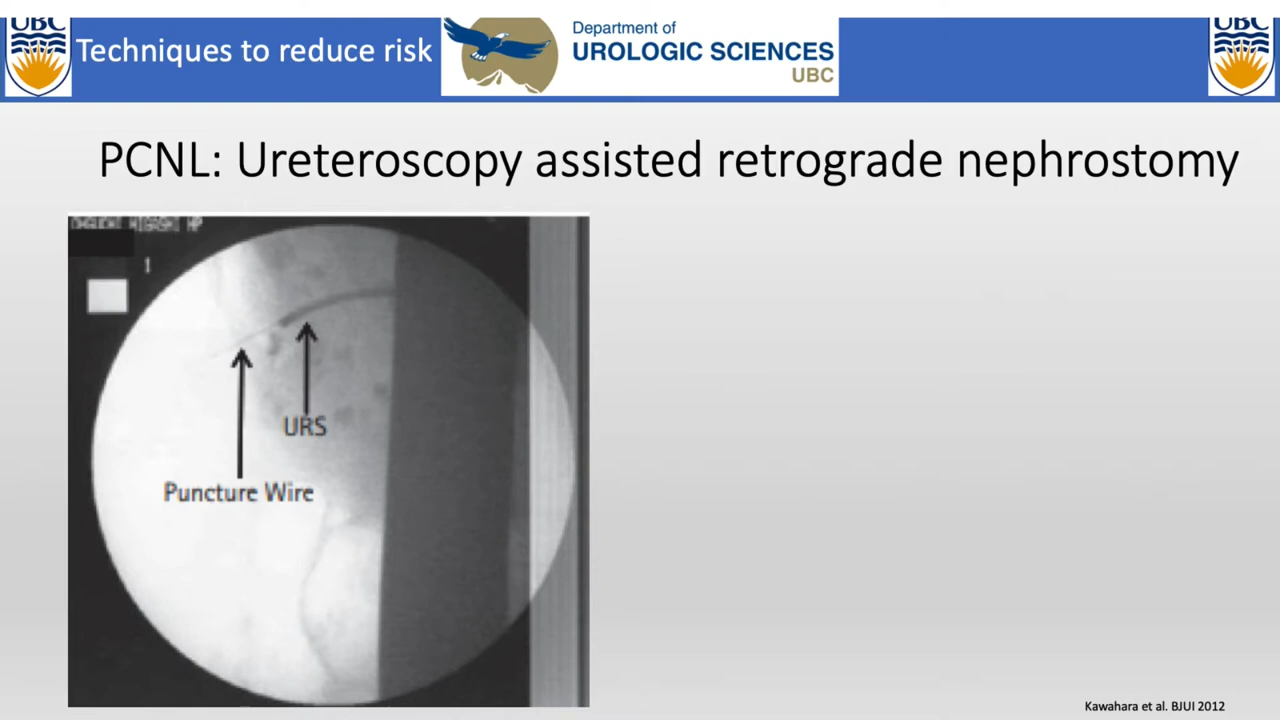 UBC
Techniques to reduce risk
Department of
UROLOGIC SCIENCES
UBC
UBC
PCNL: Ureteroscopy assisted retrograde nephrostomy
1
URS
Puncture Wire
Kawahara et al. BJUI 2012